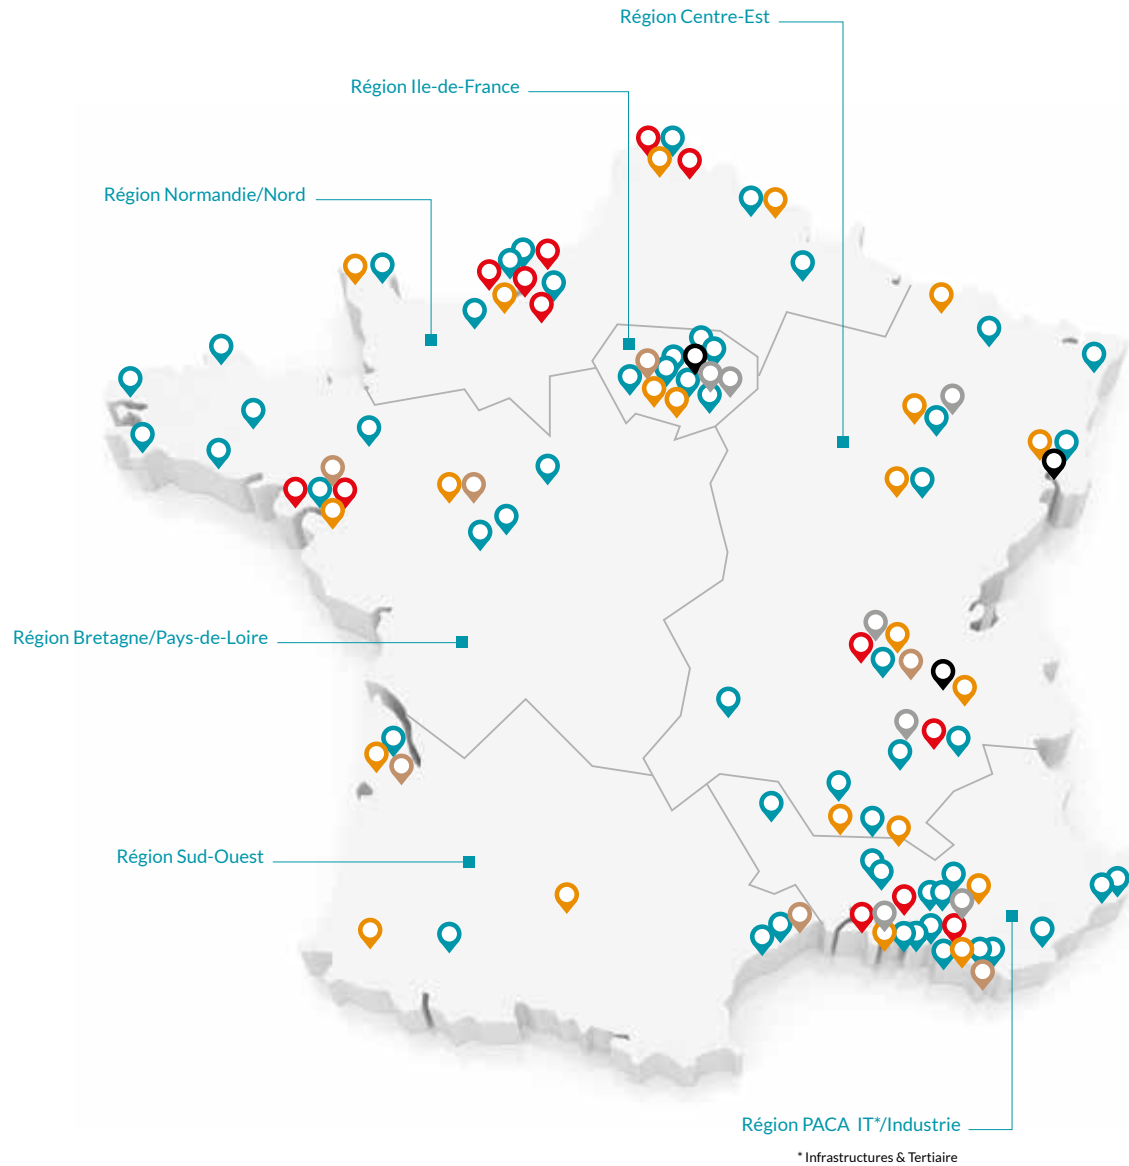 Région Centre-Est
Région Ile-de-France
Région Normandie/Nord
Région Bretagne/Pays-de-Loire
Région Sud-Ouest
Région PACA IT*/Industrie
* Infrastructures & Tertiaire